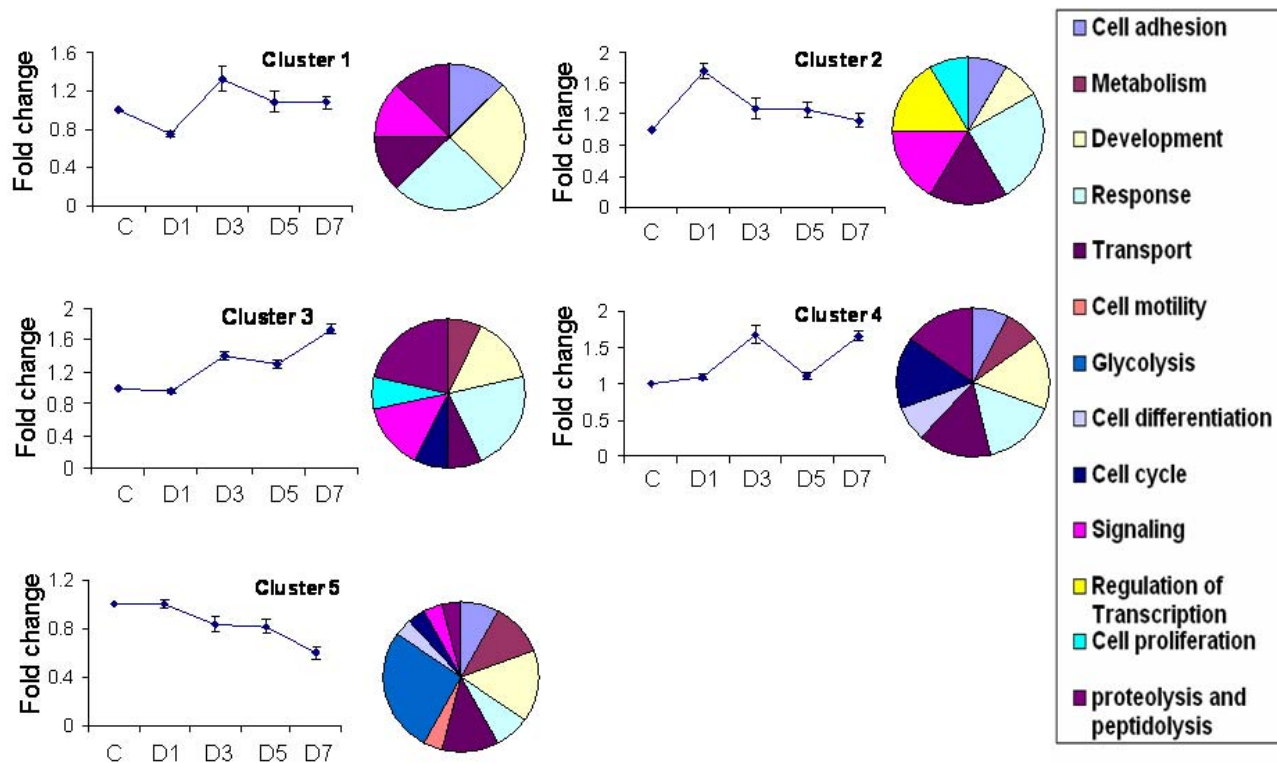 Cluster 1
Fold change
1.6
1.2
0.8
0.4
0
C D1 D3 D5 D7
Cluster 2
Fold change
2
1.6
1.2
0.8
0.4
0
C D1 D3 D5 D7
Cluster 3
Fold change
2
1.6
1.2
0.8
0.4
0
C D1 D3 D5 D7
Cluster 4
Fold change
2
1.5
1
0.5
0
C D1 D3 D5 D7
Cluster 5
Fold change
1.2
0.8
0.4
0
C D1 D3 D5 D7
Cell adhesion
Metabolism
Development
Response
Transport
Cell motility
Glycolysis
Cell differentiation
Cell cycle
Signaling
Regulation of
Transcription
Cell proliferation
proteolysis and
peptidolysis